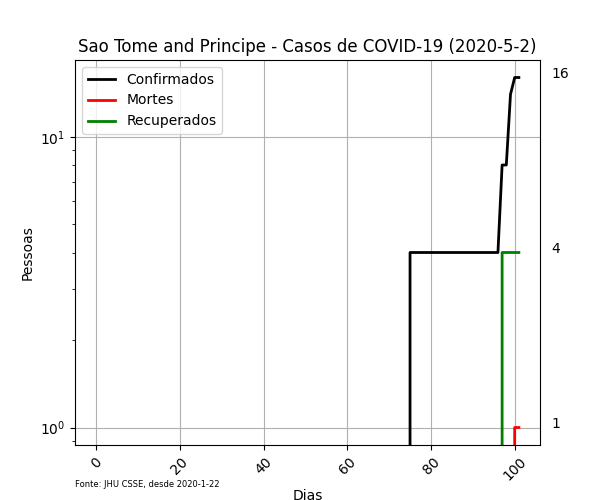 Sao Tome and Principe - Casos de COVID-19 (2020-5-2)
Confirmados
Mortes
Recuperados
16
4
1
10¹
10⁰
Pessoas
0
20
40
60
80
100
Fonte: JHU CSSE, desde 2020-1-22
Dias